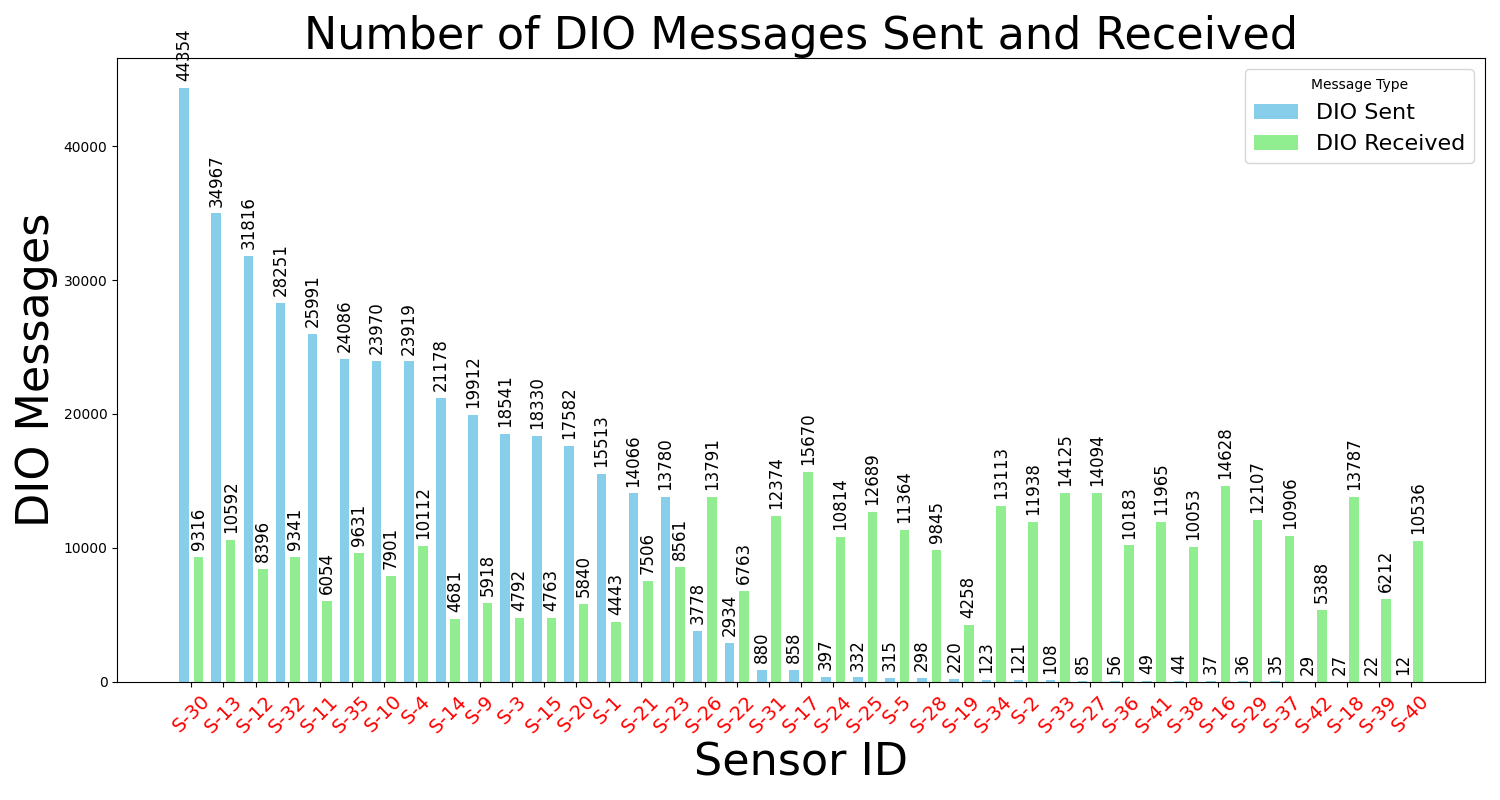 Number of DIO Messages Sent and Received
Message Type
DIO Sent
DIO Received
DIO Messages
40000
30000
20000
10000
0
44354
9316
34967
10592
31816
8396
28251
9341
25991
6054
24086
9631
23970
7901
23919
10112
21178
4681
19912
5918
18541
4792
18330
4763
17582
5840
15513
4443
14066
7506
13780
8561
3778
13791
2934
6763
880
12374
858
15670
397
10814
332
12689
315
11364
298
9845
220
4258
123
13113
121
11938
108
14125
85
14094
56
10183
49
11965
44
10053
37
14628
36
12107
35
10906
29
5388
27
13787
22
6212
12
10536
S-30
S-13
S-12
S-32
S-11
S-35
S-10
S-4
S-14
S-9
S-3
S-15
S-20
S-1
S-21
S-23
S-26
S-22
S-31
S-17
S-24
S-25
S-5
S-28
S-19
S-34
S-2
S-33
S-27
S-36
S-41
S-38
S-16
S-29
S-37
S-42
S-18
S-39
S-40
Sensor ID